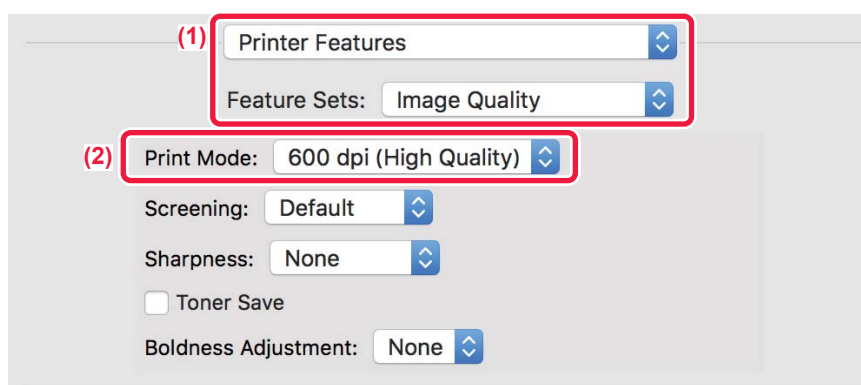 (1) Printer Features
Feature Sets: Image Quality
(2) Print Mode: 600 dpi (High Quality)
Screening: Default
Sharpness: None
Toner Save
Boldness Adjustment: None